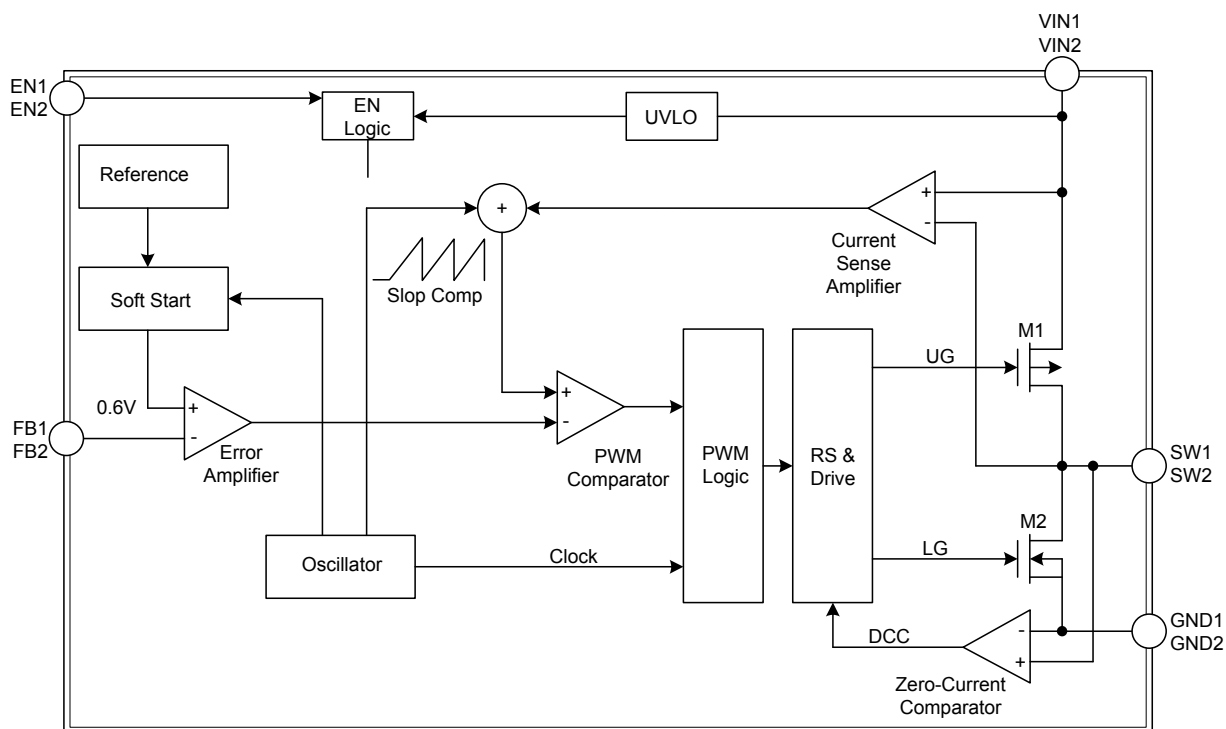 VIN1
VIN2
EN1
EN2
EN
Logic
UVLO
Reference
+
+
-
Current
Sense
Amplifier
Slop Comp
Soft Start
M1
UG
0.6V
+
-
+
-
FB1
FB2
Error
Amplifier
PWM
Comparator
PWM
Logic
RS &
Drive
SW1
SW2
M2
LG
Oscillator
Clock
GND1
GND2
DCC
-
+
Zero-Current
Comparator